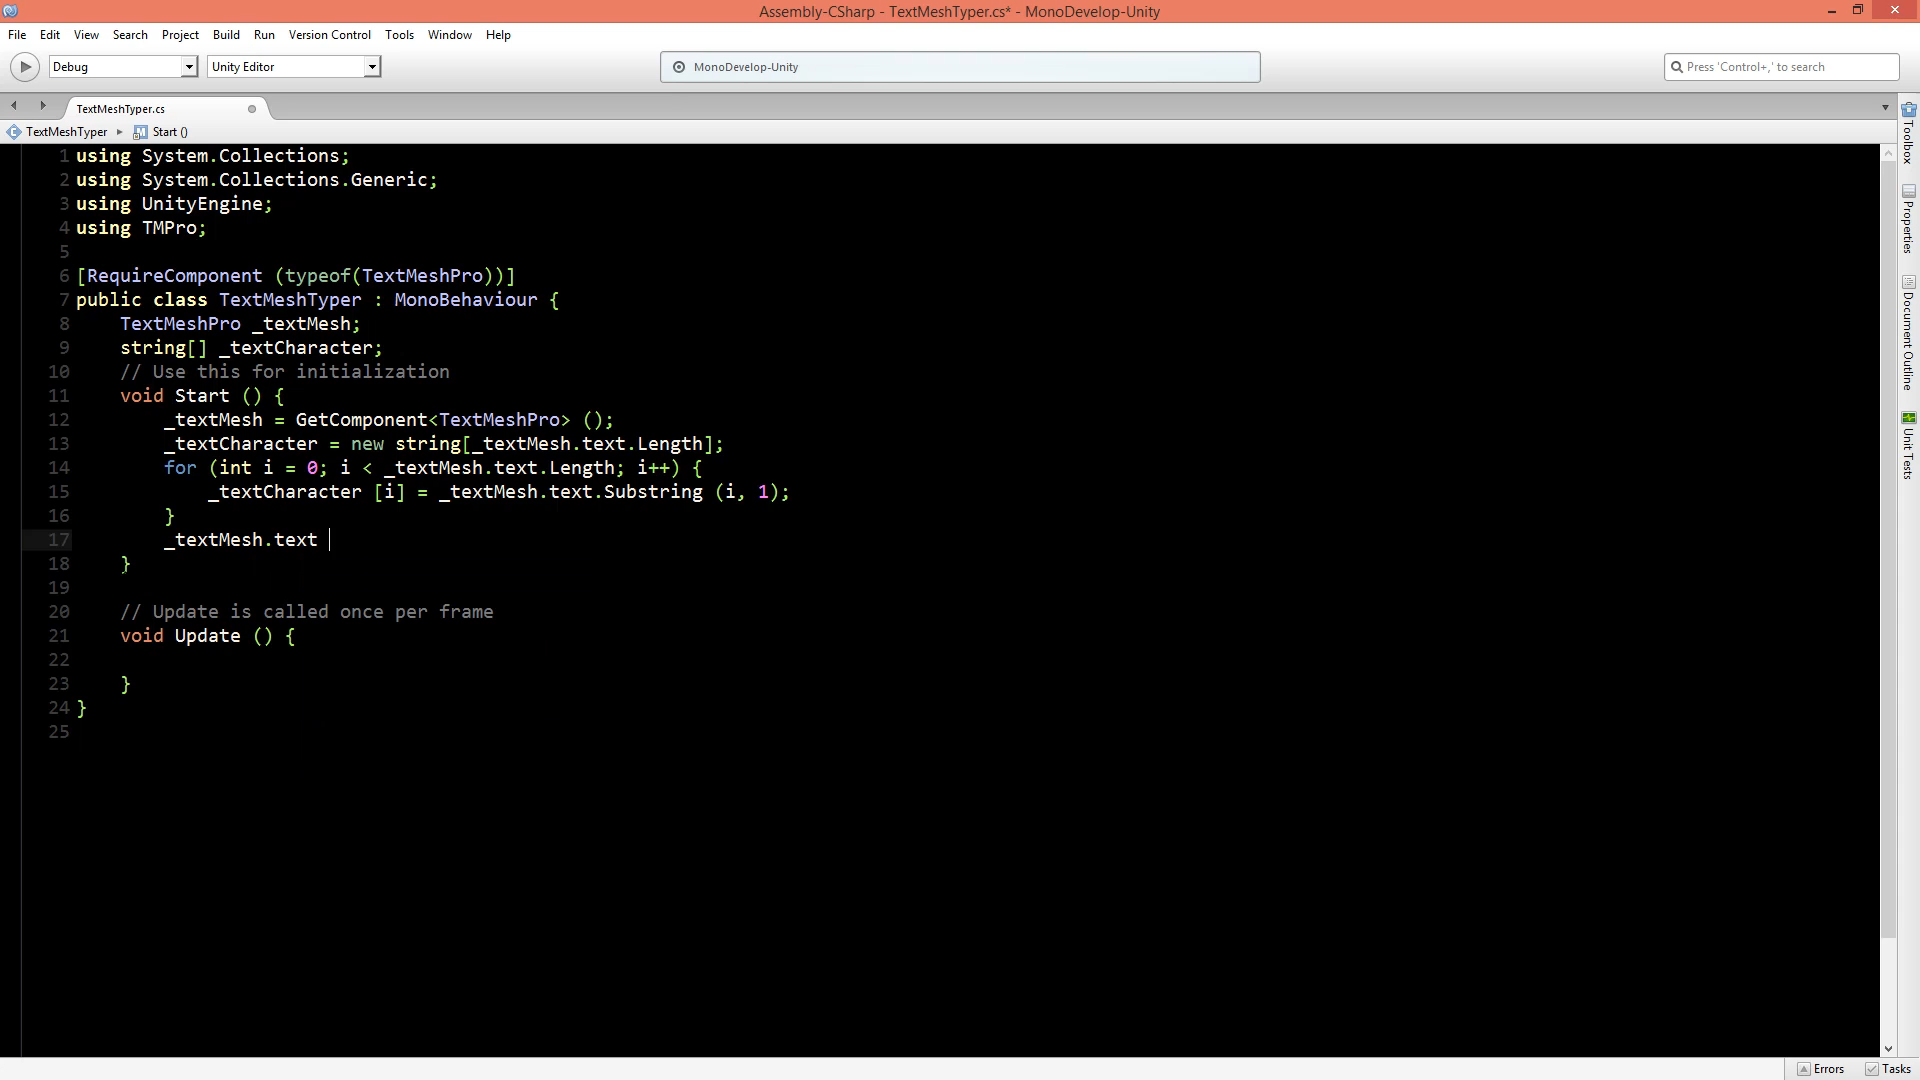 Assembly-CSharp - TextMeshTyper.cs* - MonoDevelop-Unity
File Edit View Search Project Build Run Version Control Tools Window Help
Debug Unity Editor MonoDevelop-Unity Press 'Control+,' to search
TextMeshTyper.cs
TextMeshTyper Start ()
1 using System.Collections;
2 using System.Collections.Generic;
3 using UnityEngine;
4 using TMPro;
5
6 [RequireComponent (typeof(TextMeshPro))]
7 public class TextMeshTyper : MonoBehaviour {
8 TextMeshPro _textMesh;
9 string[] _textCharacter;
10 // Use this for initialization
11 void Start () {
12 _textMesh = GetComponent<TextMeshPro> ();
13 _textCharacter = new string[_textMesh.text.Length];
14 for (int i = 0; i < _textMesh.text.Length; i++) {
15 _textCharacter [i] = _textMesh.text.Substring (i, 1);
16 }
17 _textMesh.text
18 }
19
20 // Update is called once per frame
21 void Update () {
22
23 }
24 }
25
Toolbox
Properties
Document Outline
Unit Tests
Errors Tasks